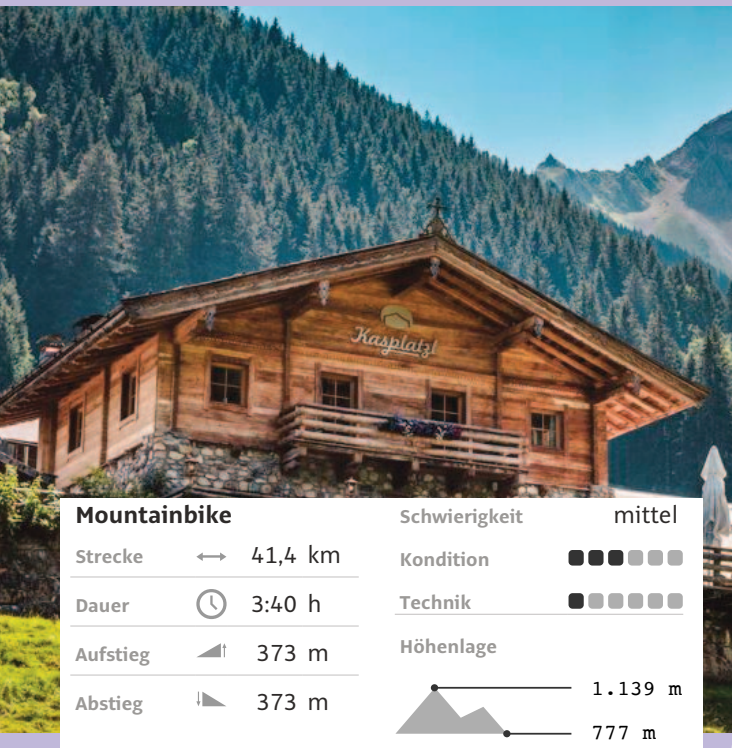 Kasplatzl
Mountainbike
Strecke 41,4 km
Dauer 3:40 h
Aufstieg 373 m
Abstieg 373 m
Schwierigkeit mittel
Kondition
Technik
Höhenlage
1.139 m
777 m